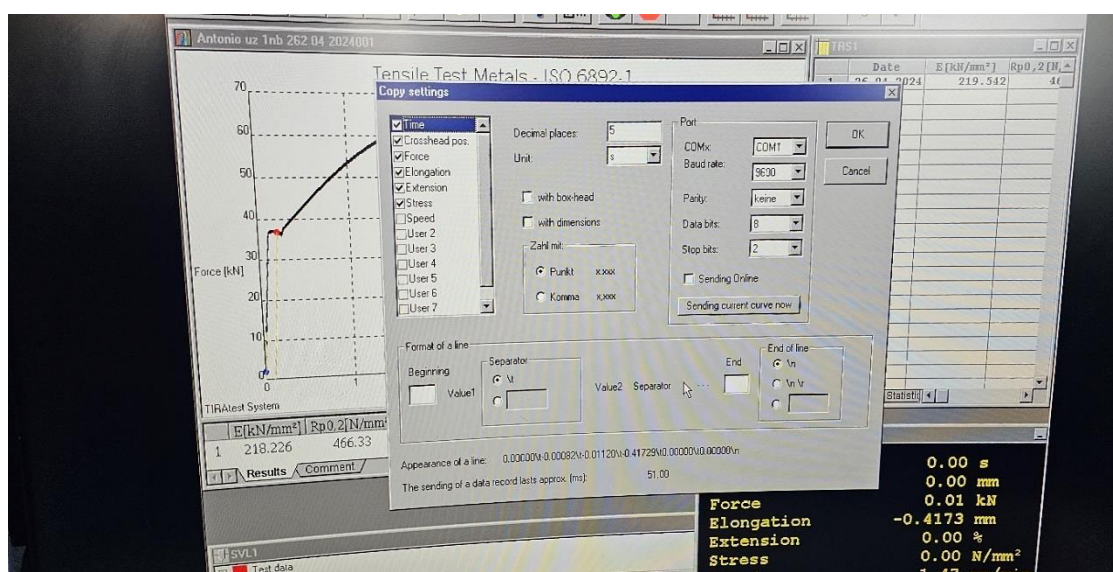 Antonio uz 1nb 262 04 2024001
Tensile Test Metals - ISO 6892-1
70
60
50
40
30
20
10
0
0
1
Force [kN]
TIRAtest System
E[kN/mm²] Rp0,2[N/mm²
1 218.226 466.33
Results Comment
SVL1
Test data
TRS1
Date E[kN/mm²] Rp0,2[N,
1 26.04.2024 219.542 46
Statistic
Copy settings
Time
Crosshead pos.
Force
Elongation
Extension
Stress
Speed
User 2
User 3
User 4
User 5
User 6
User 7
Decimal places: 5
Unit: s
with box-head
with dimensions
Zahl mit:
Punkt x.xxx
Komma x,xxx
Port
COMx: COM1
Baud rate: 9600
Parity: keine
Data bits: 8
Stop bits: 2
Sending Online
Sending current curve now
OK
Cancel
Format of a line
Beginning
Value1
Separator
\t
Value2 Separator ...
End
End of line
\n
\n \r
Appearance of a line: 0.00000\t-0.00082\t-0.01120\t-0.41729\t0.00000\t0.00000\n
The sending of a data record lasts approx. (ms): 51.00
0.00 s
0.00 mm
Force 0.01 kN
Elongation -0.4173 mm
Extension 0.00 %
Stress 0.00 N/mm²